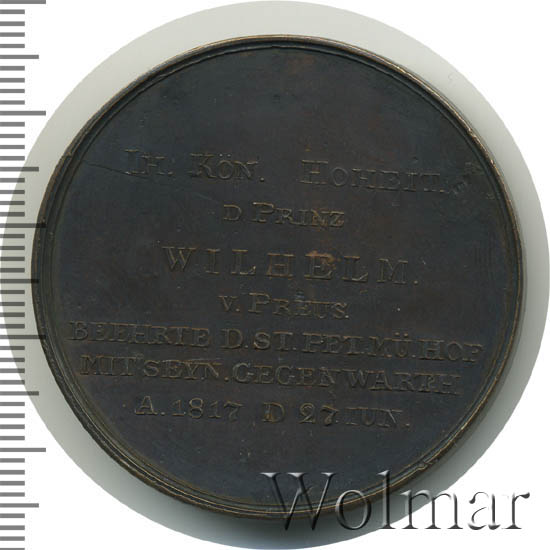 IH. KÖN. HOHEIT.
D. PRINZ
WILHELM.
V. PREUS.
BEEHRTE D. ST. PET. MÜ. HOF
MIT SEYN. GEGENWARTH
A. 1817 D 27 IUN.
Wolmar